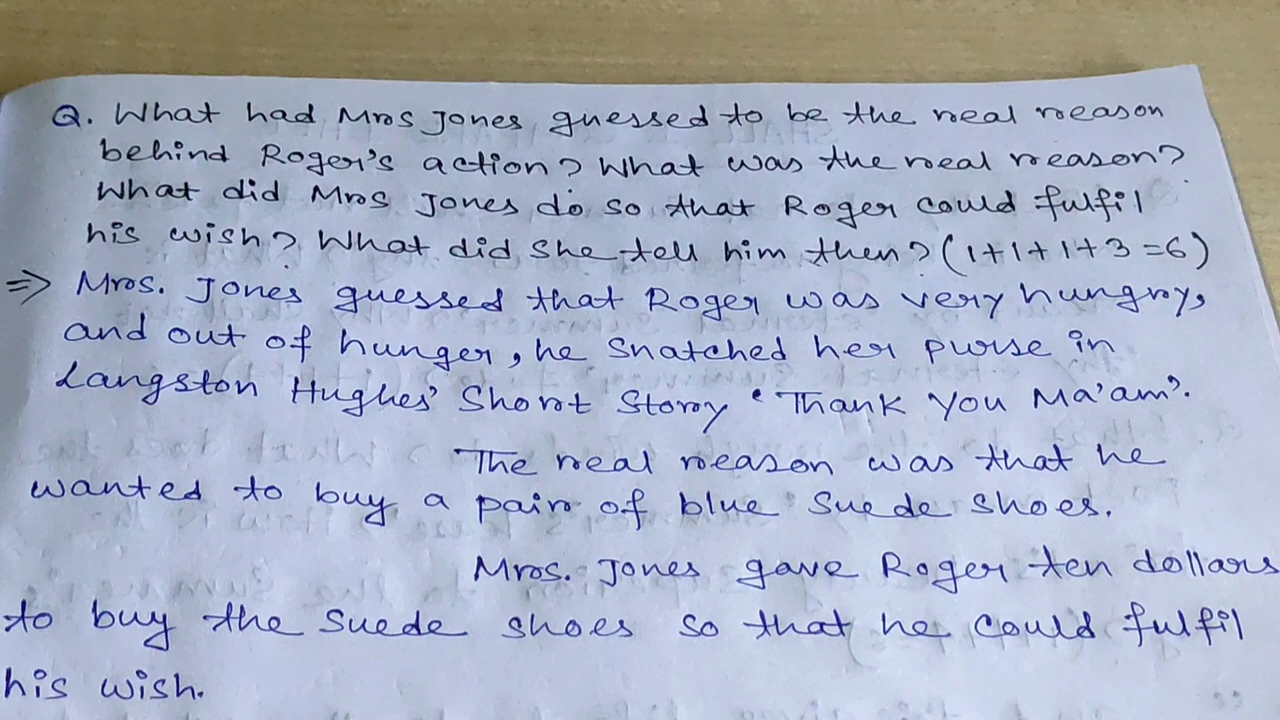 Q. What had Mrs Jones guessed to be the real reason
behind Roger's action? What was the real reason?
What did Mrs Jones do so that Roger could fulfil
his wish? What did she tell him then? (1+1+1+3=6)
⇒ Mrs. Jones guessed that Roger was very hungry,
and out of hunger, he snatched her purse in
Langston Hughes' Short Story 'Thank You Ma'am'.
The real reason was that he
wanted to buy a pair of blue suede shoes.
Mrs. Jones gave Roger ten dollars
to buy the suede shoes so that he could fulfil
his wish.